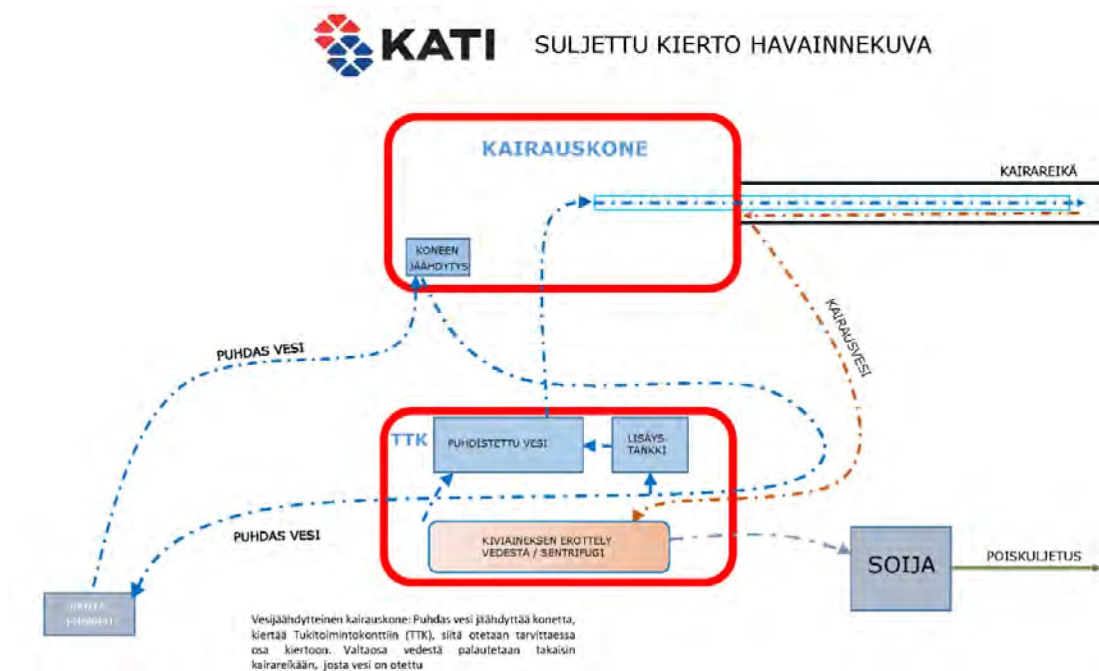 KATI SULJETTU KIERTO HAVAINNEKUVA
KAIRAUSKONE
KAIRAREIKÄ
KONEEN
JÄÄHDYTYS
KAIRAUSVESI
PUHDAS VESI
TTK
PUHDISTETTU VESI
LISÄYS-
TANKKI
PUHDAS VESI
KIVIAINEKSEN EROTTELY
VEDESTÄ / SENTRIFUGI
SOIJA
POISKULJETUS
Vesijäähdytteinen kairauskone: Puhdas vesi jäähdyttää konetta,
kiertää Tukitoimintokonttiin (TTK), siitä otetaan tarvittaessa
osa kiertoon. Valtaosa vedestä palautetaan takaisin
kairareikään, josta vesi on otettu